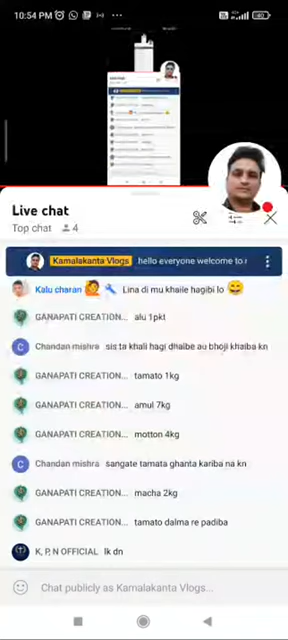 10:54 PM
Live chat
Top chat 4
Kamalakanta Vlogs hello everyone welcome to r
Kalu charan Lina di mu khaile hagibi lo
GANAPATI CREATION... alu 1pkt
Chandan mishra sis ta khali hagi dhaibe au bhoji khaiba kn
GANAPATI CREATION... tamato 1kg
GANAPATI CREATION... amul 7kg
GANAPATI CREATION... motton 4kg
Chandan mishra sangate tamata ghanta kariba na kn
GANAPATI CREATION... macha 2kg
GANAPATI CREATION... tamato dalma re padiba
K, P, N OFFICIAL lk dn
Chat publicly as Kamalakanta Vlogs...